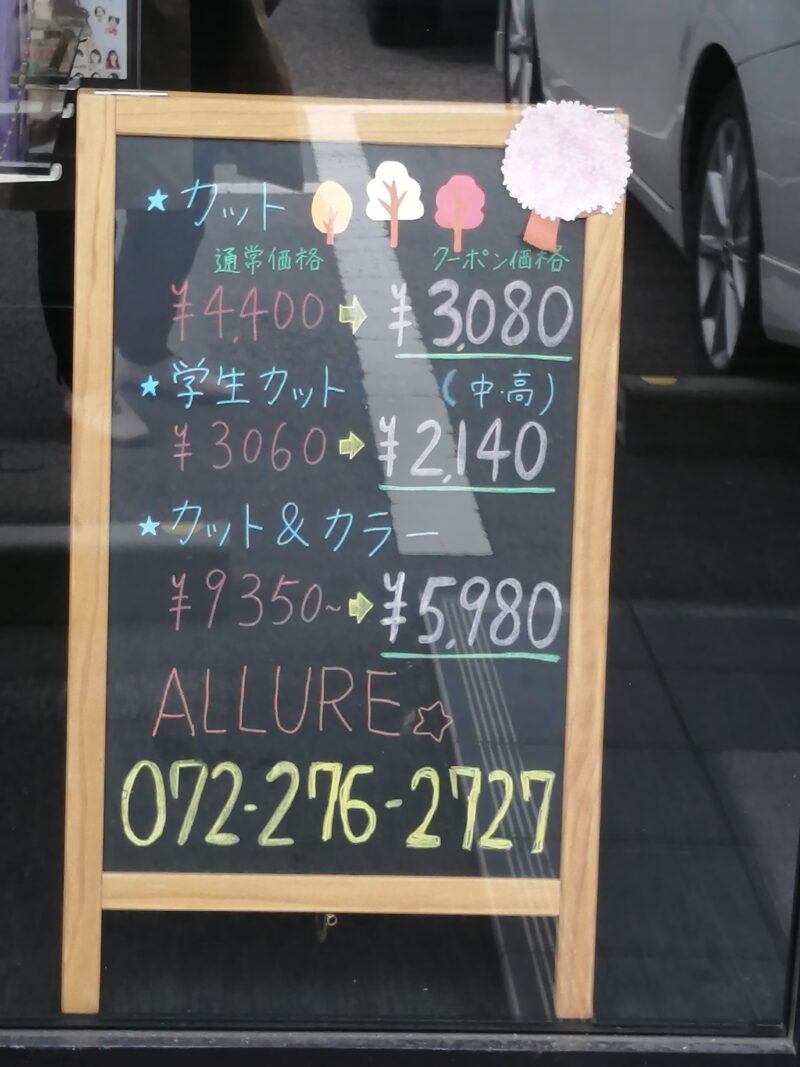 ★カット
通常価格 クーポン価格
¥4,400 ➡ ¥3,080
★学生カット (中・高)
¥3060 ➡ ¥2,140
★カット&カラー
¥9350~ ➡ ¥5,980
ALLURE☆
072-276-2727